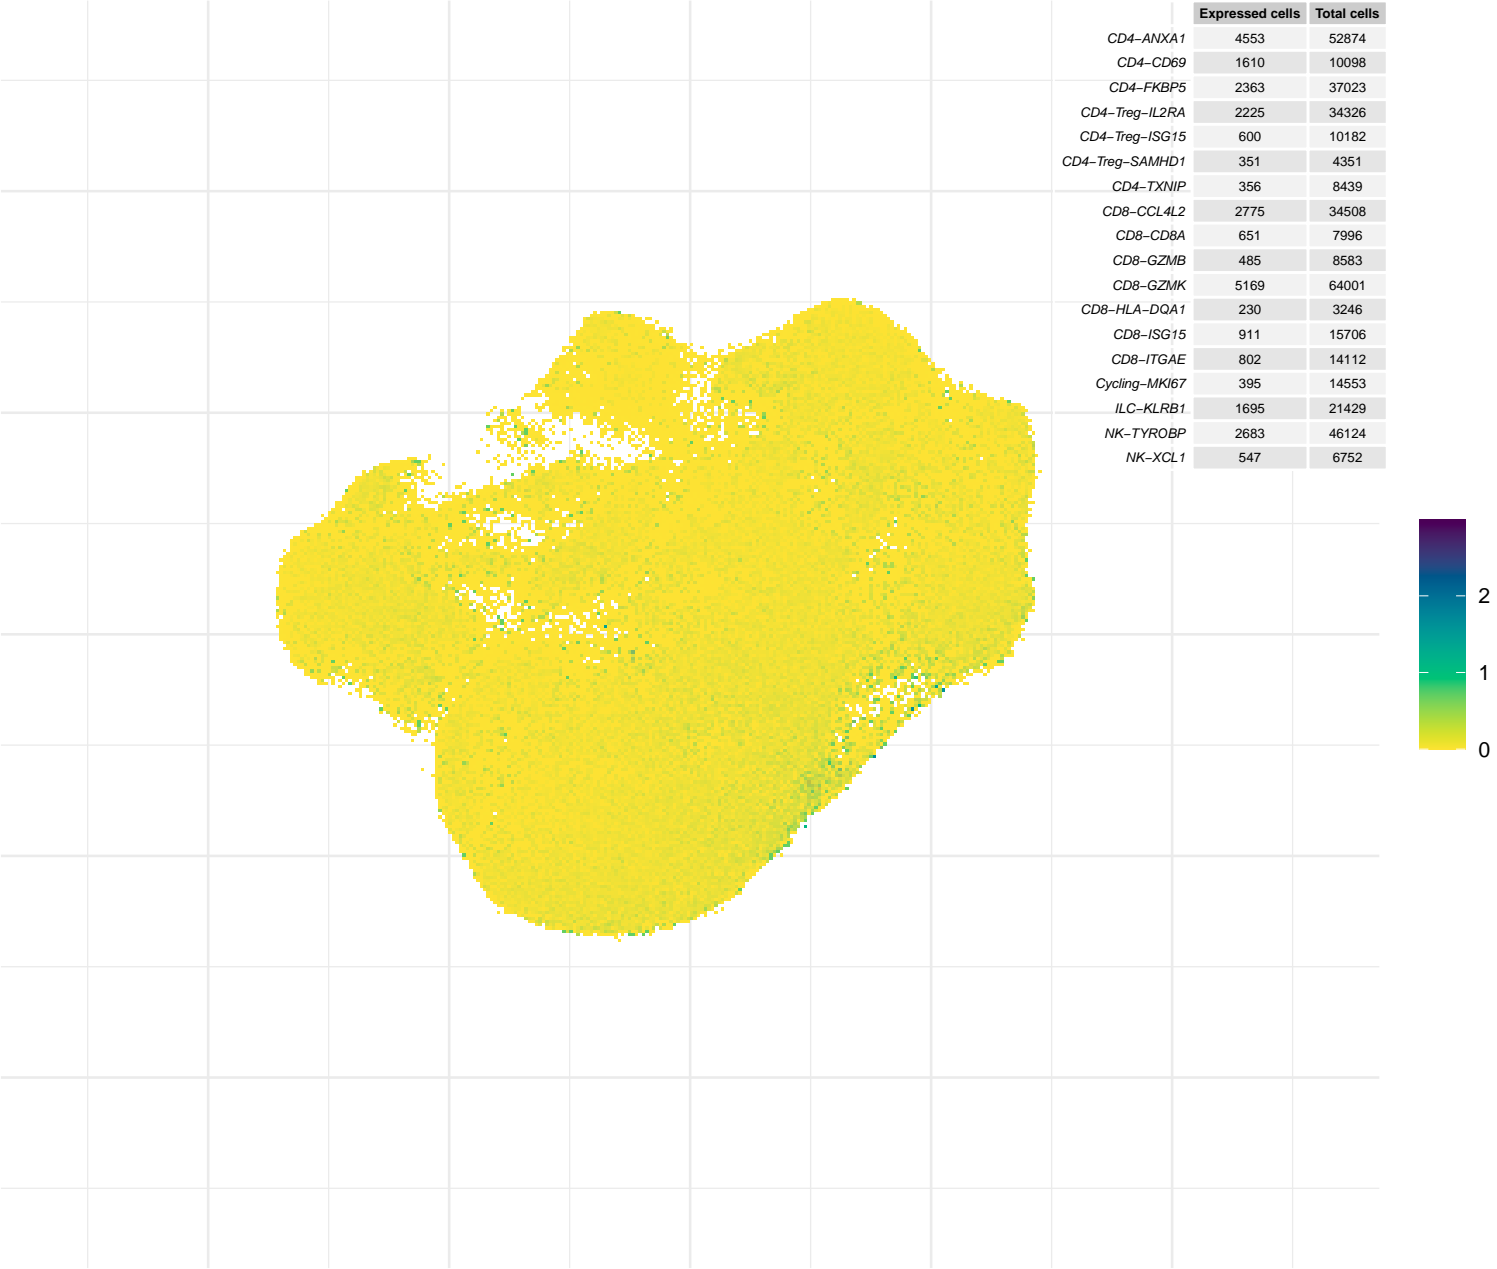 Expressed cells Total cells
CD4−ANXA1 4553 52874
CD4−CD69 1610 10098
CD4−FKBP5 2363 37023
CD4−Treg−IL2RA 2225 34326
CD4−Treg−ISG15 600 10182
CD4−Treg−SAMHD1 351 4351
CD4−TXNIP 356 8439
CD8−CCL4L2 2775 34508
CD8−CD8A 651 7996
CD8−GZMB 485 8583
CD8−GZMK 5169 64001
CD8−HLA−DQA1 230 3246
CD8−ISG15 911 15706
CD8−ITGAE 802 14112
Cycling−MKI67 395 14553
ILC−KLRB1 1695 21429
NK−TYROBP 2683 46124
NK−XCL1 547 6752
2
1
0